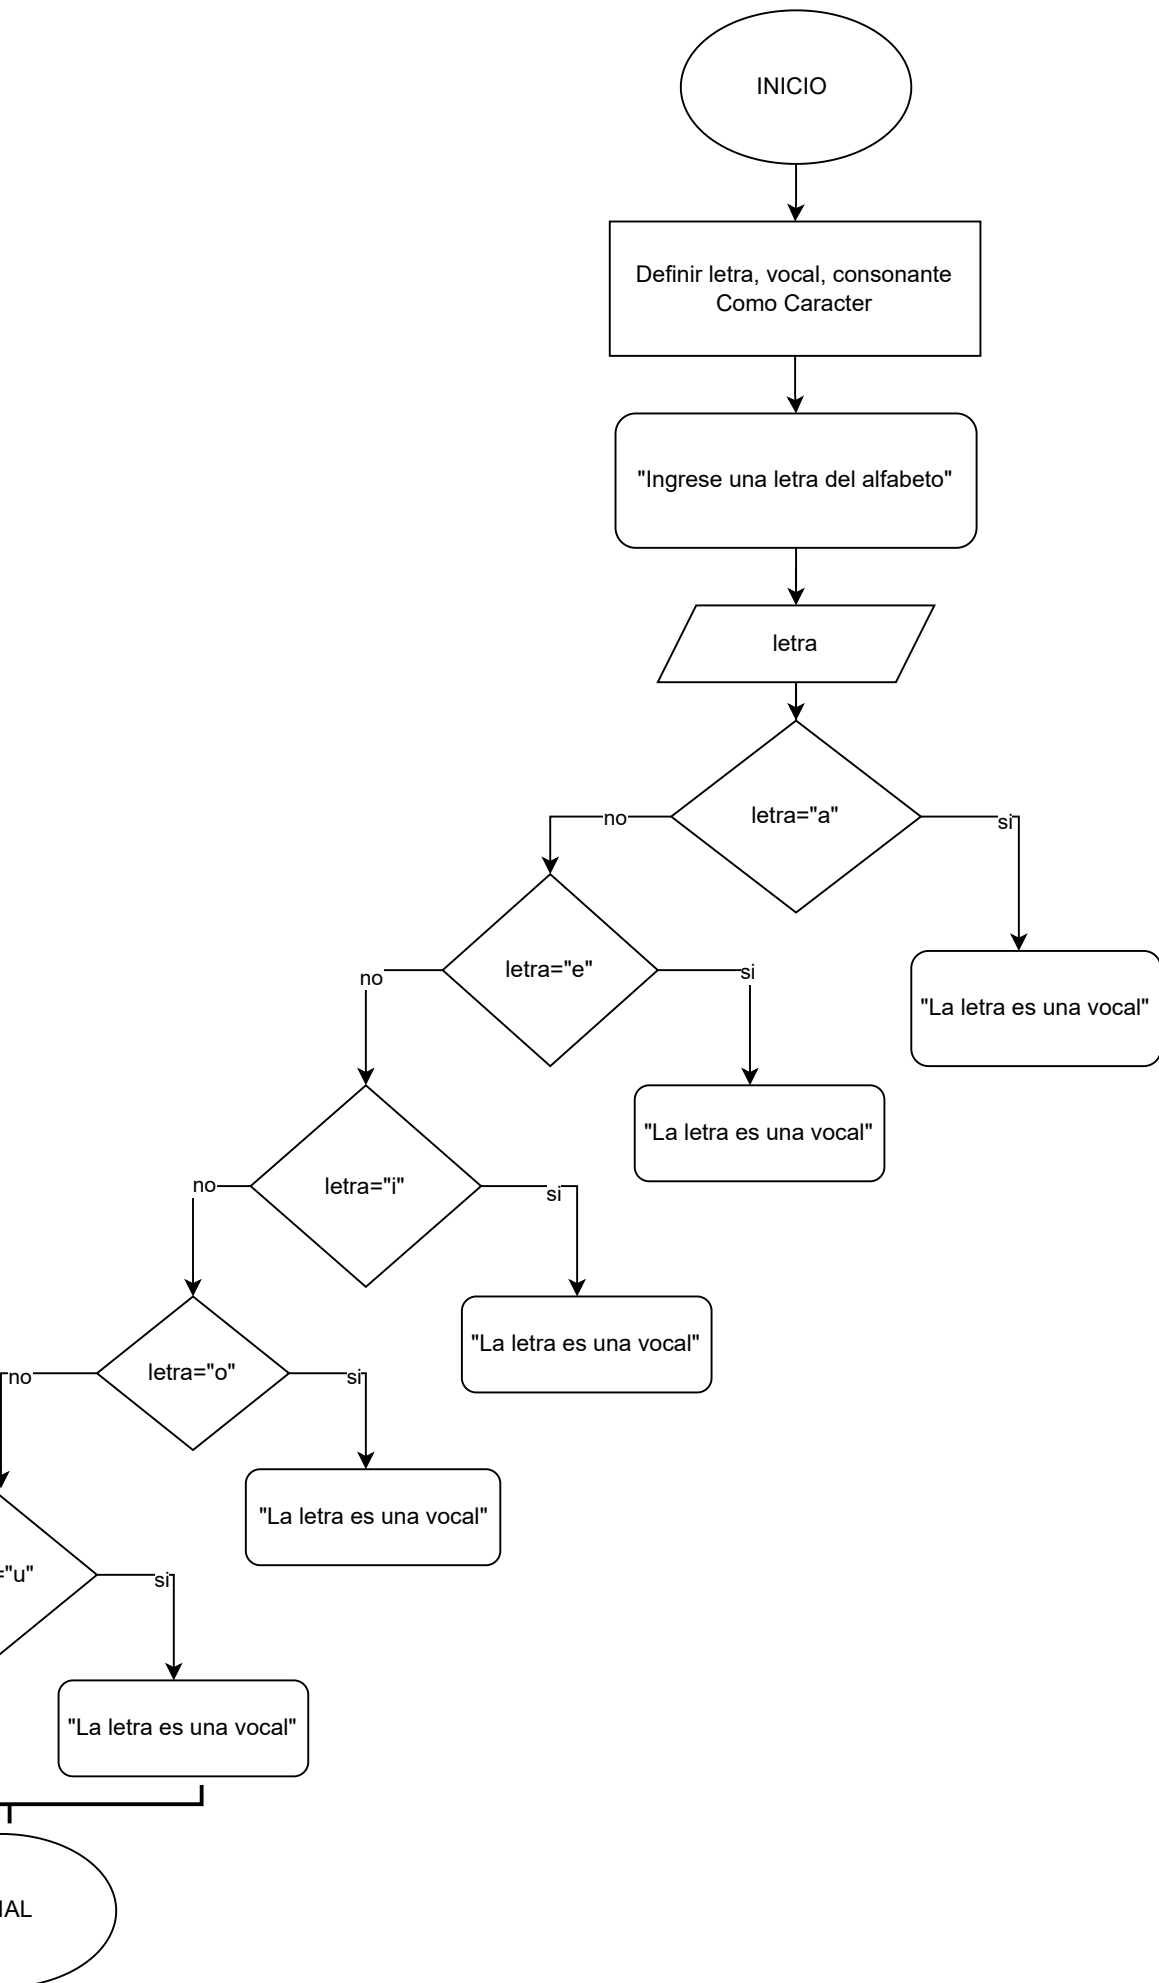 INICIO
Definir letra, vocal, consonante
Como Caracter
"Ingrese una letra del alfabeto"
letra
letra="a"
no
si
letra="e"
"La letra es una vocal"
no
si
"La letra es una vocal"
letra="i"
no
si
"La letra es una vocal"
letra="o"
no
si
"La letra es una vocal"
="u"
si
"La letra es una vocal"